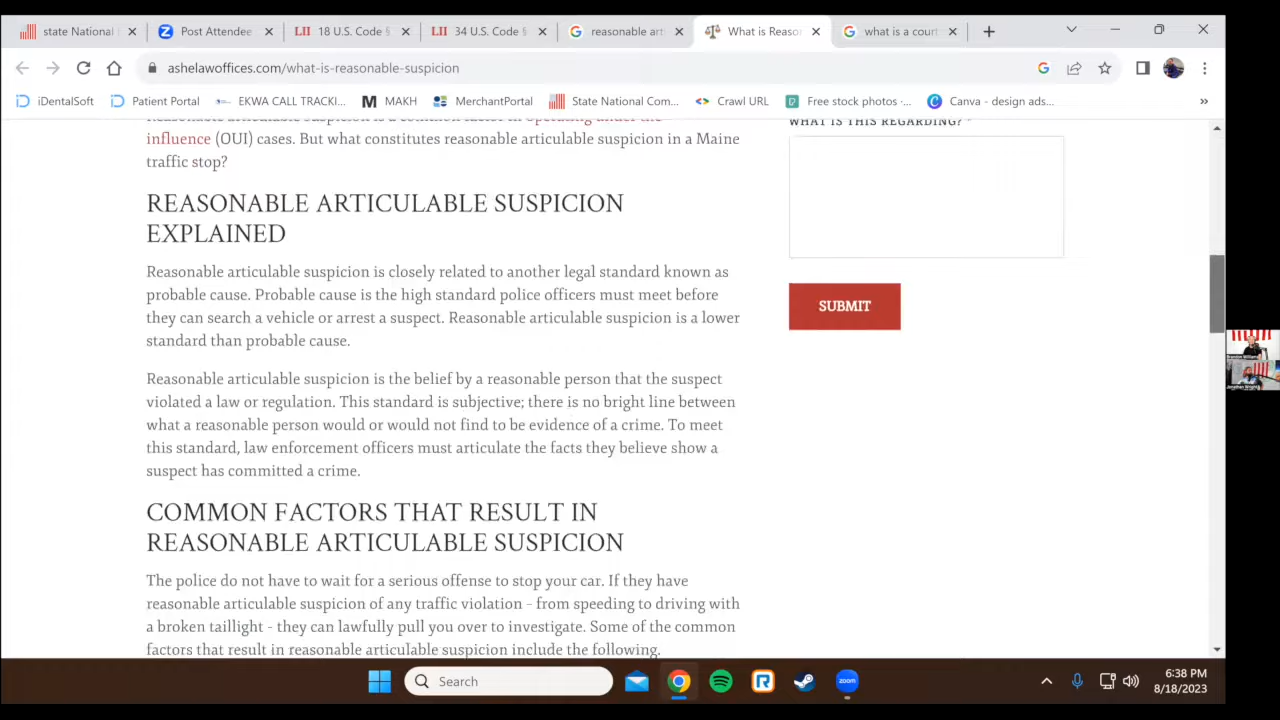 state National
Post Attendee
LII 18 U.S. Code §
LII 34 U.S. Code §
reasonable art
What is Reaso
what is a court
ashelawoffices.com/what-is-reasonable-suspicion
iDentalSoft
Patient Portal
EKWA CALL TRACKI...
MAKH
MerchantPortal
State National Com...
Crawl URL
Free stock photos -...
Canva - design ads...
»
influence (OUI) cases. But what constitutes reasonable articulable suspicion in a Maine
traffic stop?
REASONABLE ARTICULABLE SUSPICION
EXPLAINED
Reasonable articulable suspicion is closely related to another legal standard known as
probable cause. Probable cause is the high standard police officers must meet before
they can search a vehicle or arrest a suspect. Reasonable articulable suspicion is a lower
standard than probable cause.
Reasonable articulable suspicion is the belief by a reasonable person that the suspect
violated a law or regulation. This standard is subjective; there is no bright line between
what a reasonable person would or would not find to be evidence of a crime. To meet
this standard, law enforcement officers must articulate the facts they believe show a
suspect has committed a crime.
COMMON FACTORS THAT RESULT IN
REASONABLE ARTICULABLE SUSPICION
The police do not have to wait for a serious offense to stop your car. If they have
reasonable articulable suspicion of any traffic violation - from speeding to driving with
a broken taillight - they can lawfully pull you over to investigate. Some of the common
factors that result in reasonable articulable suspicion include the following.
WHAT IS THIS REGARDING? *
SUBMIT
Search
zoom
6:38 PM
8/18/2023